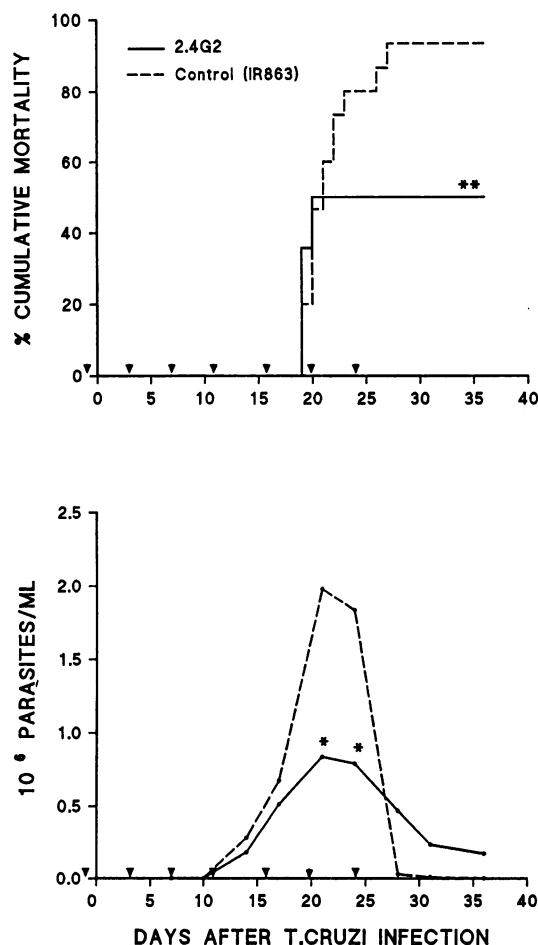 100
80
60
40
20
0
% CUMULATIVE MORTALITY
2.4G2
Control (IR863)
**
0 5 10 15 20 25 30 35 40
2.5
2.0
1.5
1.0
0.5
0.0
10 6 PARASITES/ML
* *
0 5 10 15 20 25 30 35 40
DAYS AFTER T.CRUZI INFECTION